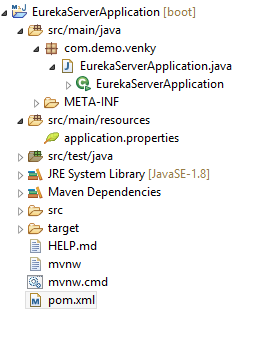 EurekaServerApplication [boot]
src/main/java
com.demo.venky
EurekaServerApplication.java
EurekaServerApplication
META-INF
src/main/resources
application.properties
src/test/java
JRE System Library [JavaSE-1.8]
Maven Dependencies
src
target
HELP.md
mvnw
mvnw.cmd
pom.xml